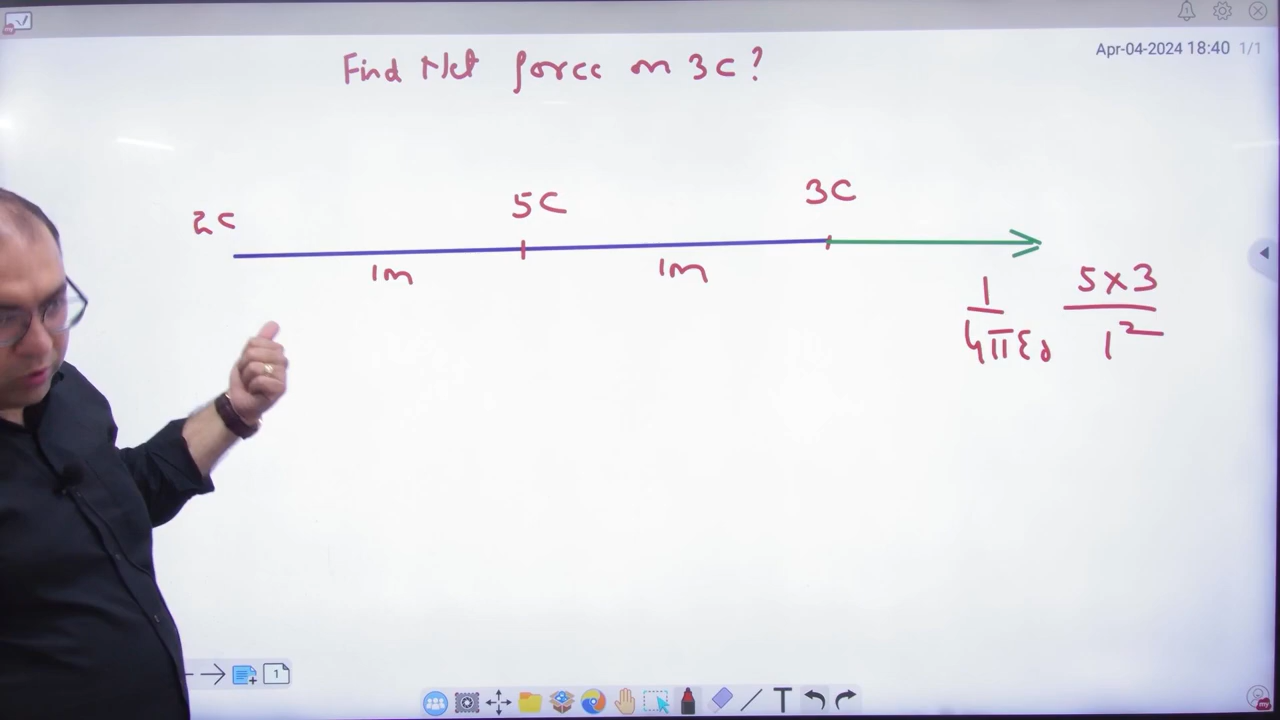 Apr-04-2024 18:40 1/1
Find Net force on 3C?
2C 5C 3C
1m 1m
1/4πε0 5×3/1²
1
T